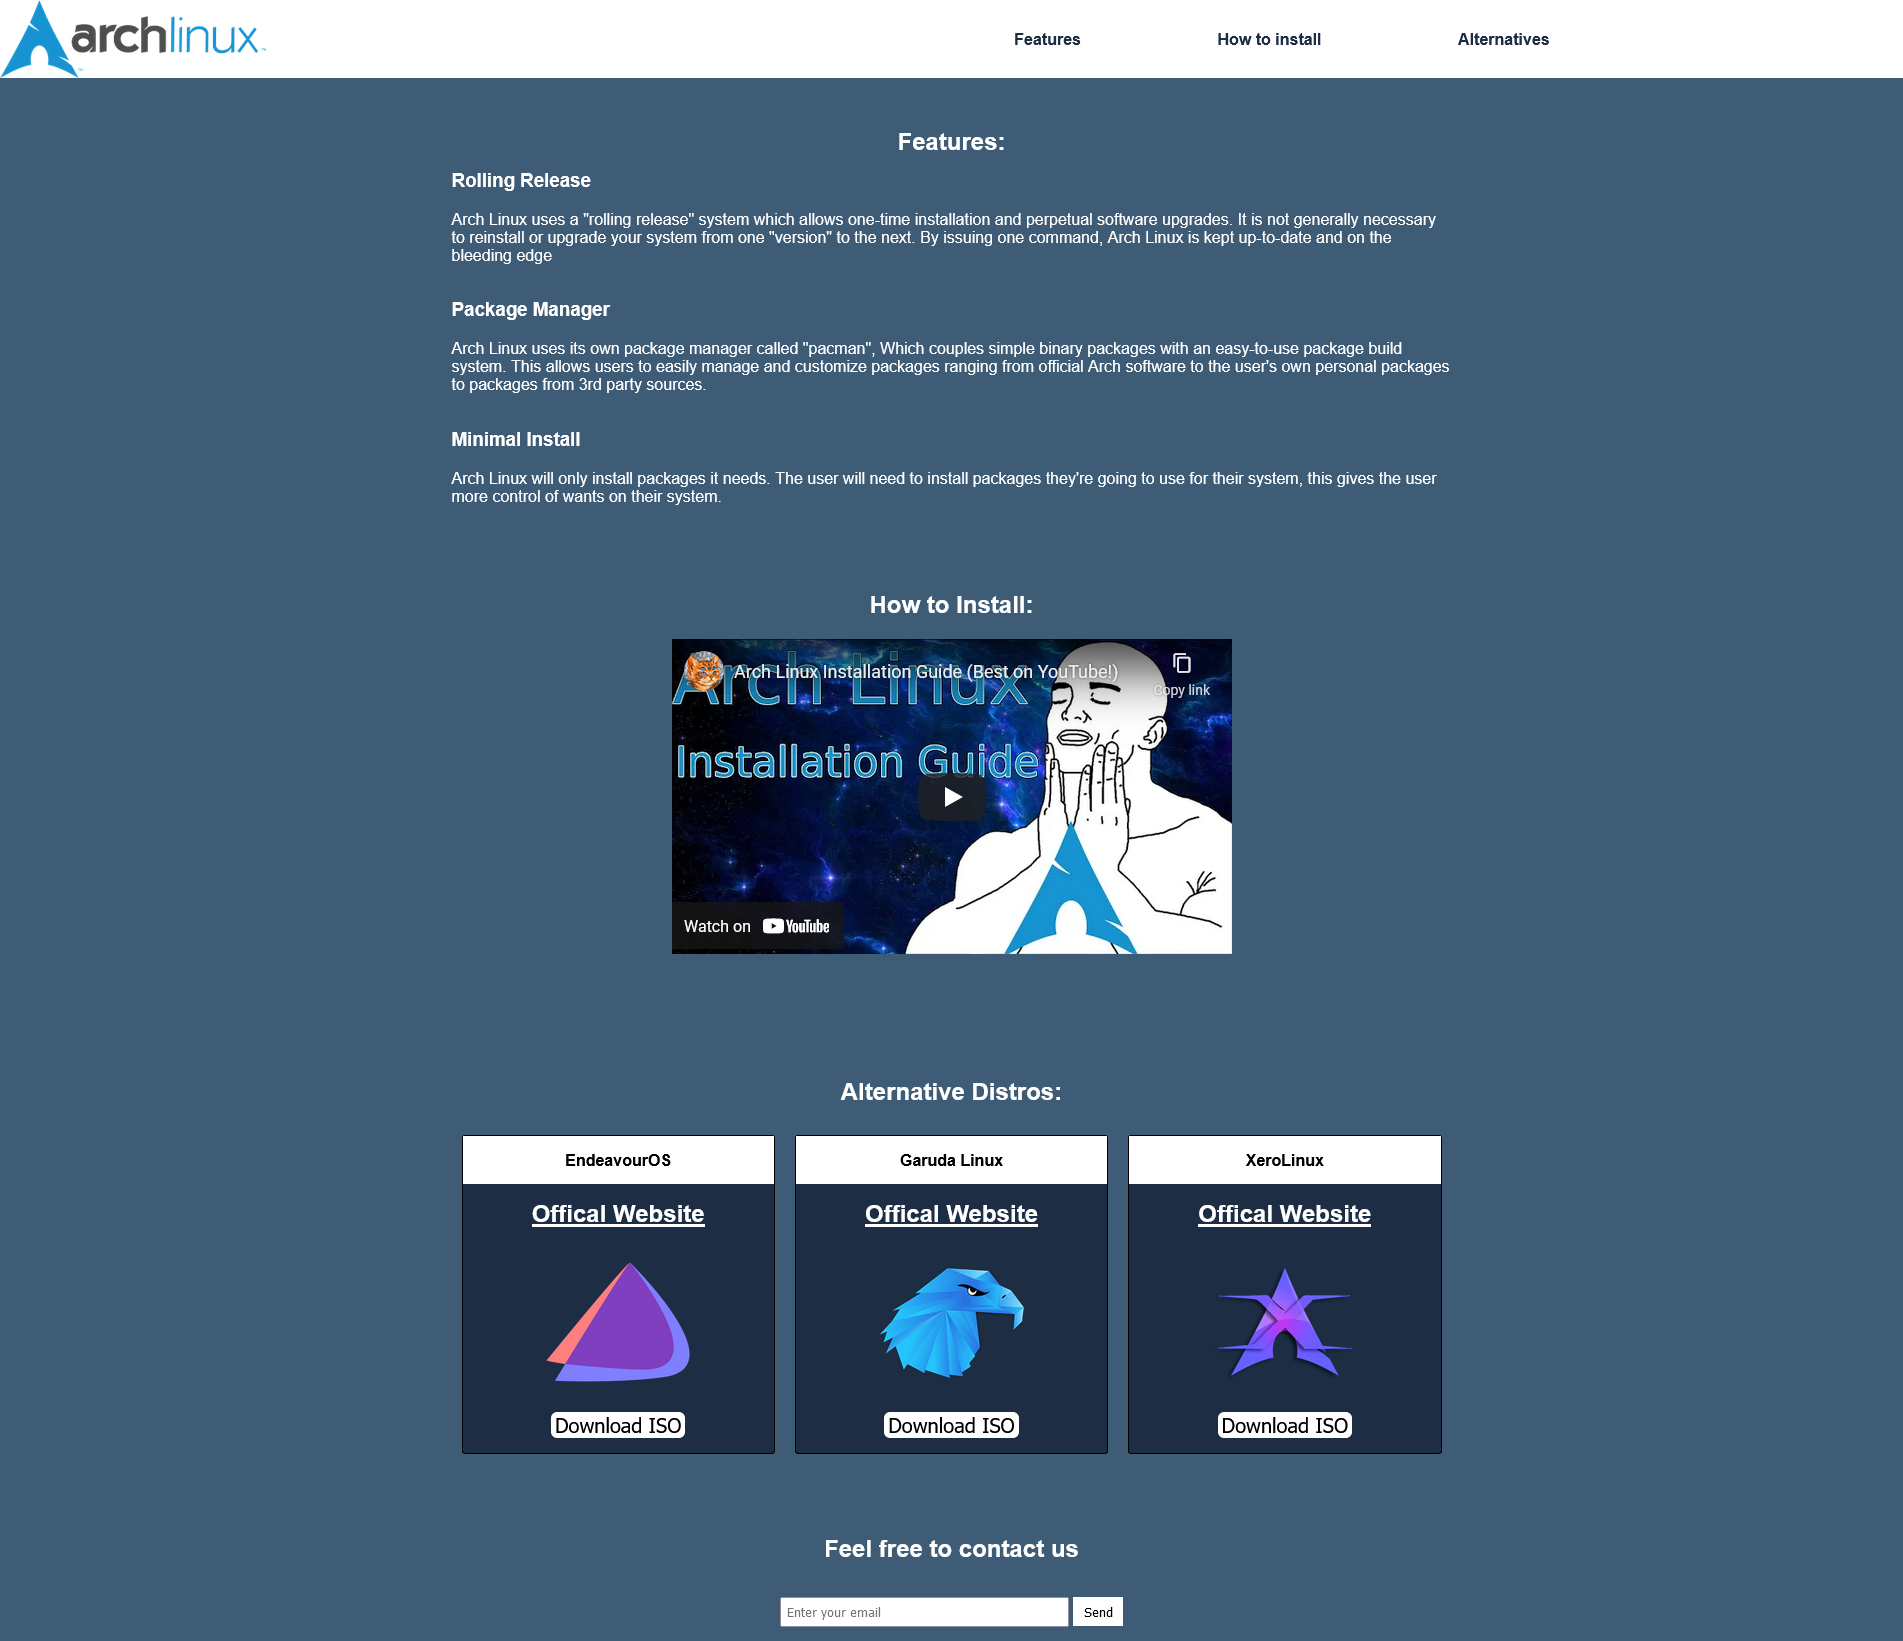 archlinux
Features
How to install
Alternatives
Features:
Rolling Release
Arch Linux uses a "rolling release" system which allows one-time installation and perpetual software upgrades. It is not generally necessary
to reinstall or upgrade your system from one "version" to the next. By issuing one command, Arch Linux is kept up-to-date and on the
bleeding edge
Package Manager
Arch Linux uses its own package manager called "pacman", Which couples simple binary packages with an easy-to-use package build
system. This allows users to easily manage and customize packages ranging from official Arch software to the user's own personal packages
to packages from 3rd party sources.
Minimal Install
Arch Linux will only install packages it needs. The user will need to install packages they're going to use for their system, this gives the user
more control of wants on their system.
How to Install:
Arch Linux Installation Guide (Best on YouTube!)
Copy link
Arch Linux
Installation Guide
Watch on YouTube
Alternative Distros:
EndeavourOS
Offical Website
Download ISO
Garuda Linux
Offical Website
Download ISO
XeroLinux
Offical Website
Download ISO
Feel free to contact us
Enter your email
Send